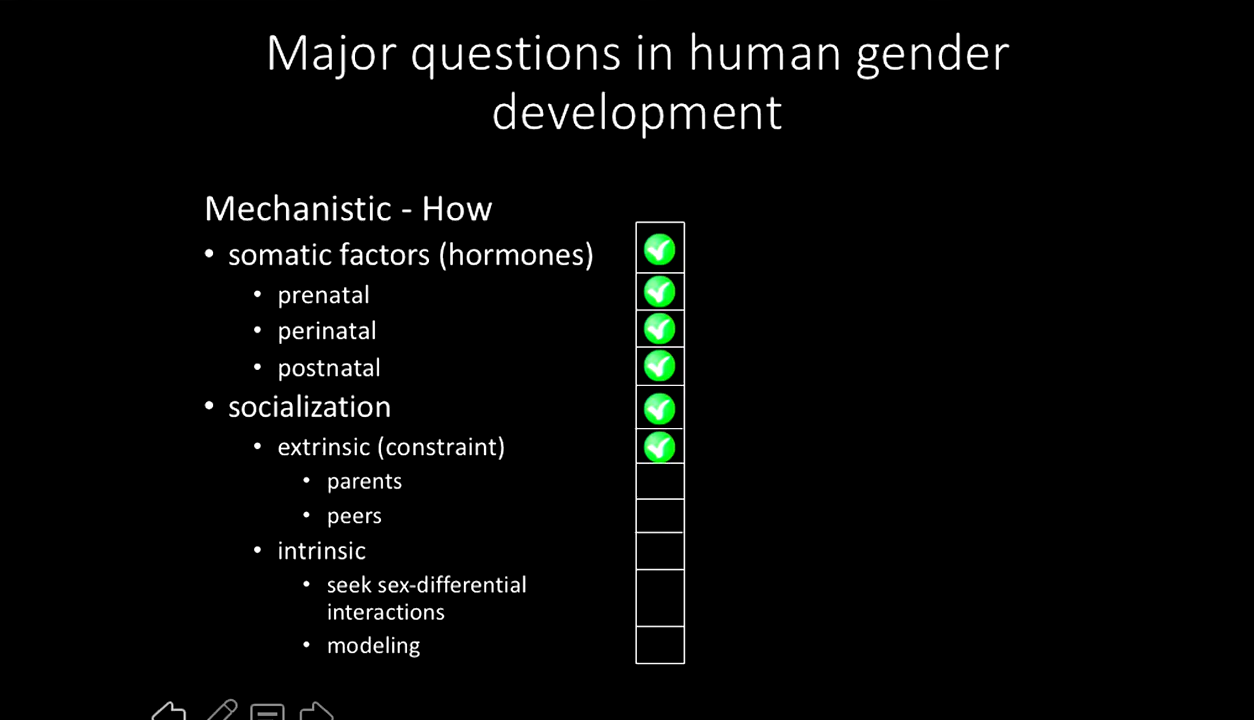 Major questions in human gender
development
Mechanistic - How
• somatic factors (hormones)
• prenatal
• perinatal
• postnatal
• socialization
• extrinsic (constraint)
• parents
• peers
• intrinsic
• seek sex-differential
interactions
• modeling